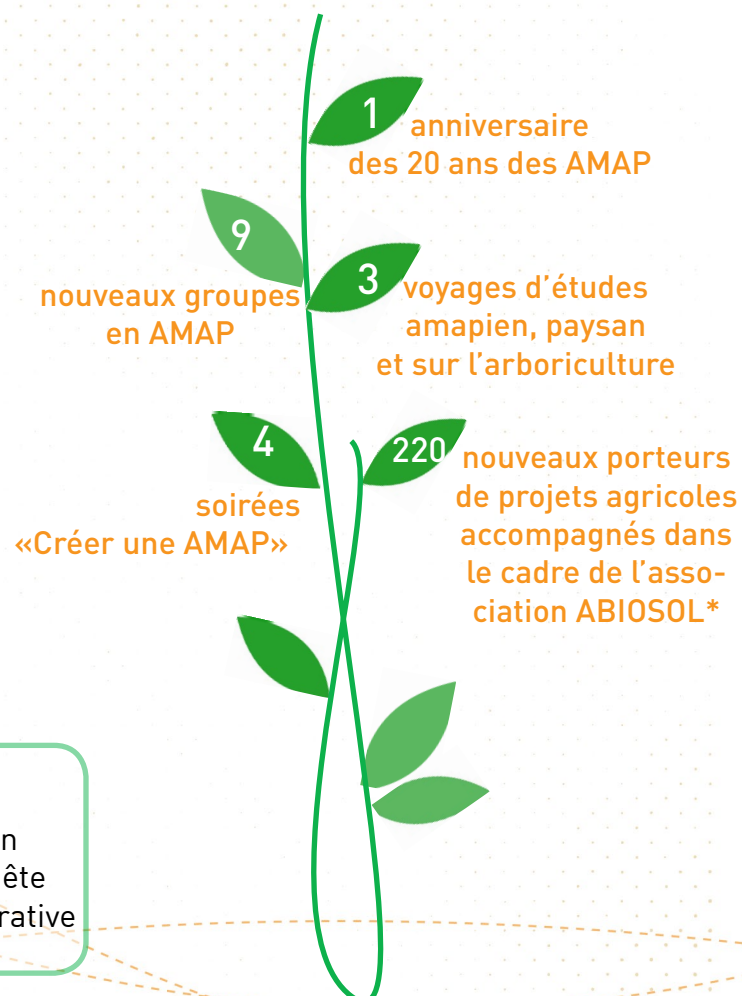 1
anniversaire
des 20 ans des AMAP
9
nouveaux groupes
en AMAP
3
voyages d'études
amapien, paysan
et sur l'arboriculture
4
soirées
«Créer une AMAP»
220
nouveaux porteurs
de projets agricoles
accompagnés dans
le cadre de l'asso-
ciation ABIOSOL*